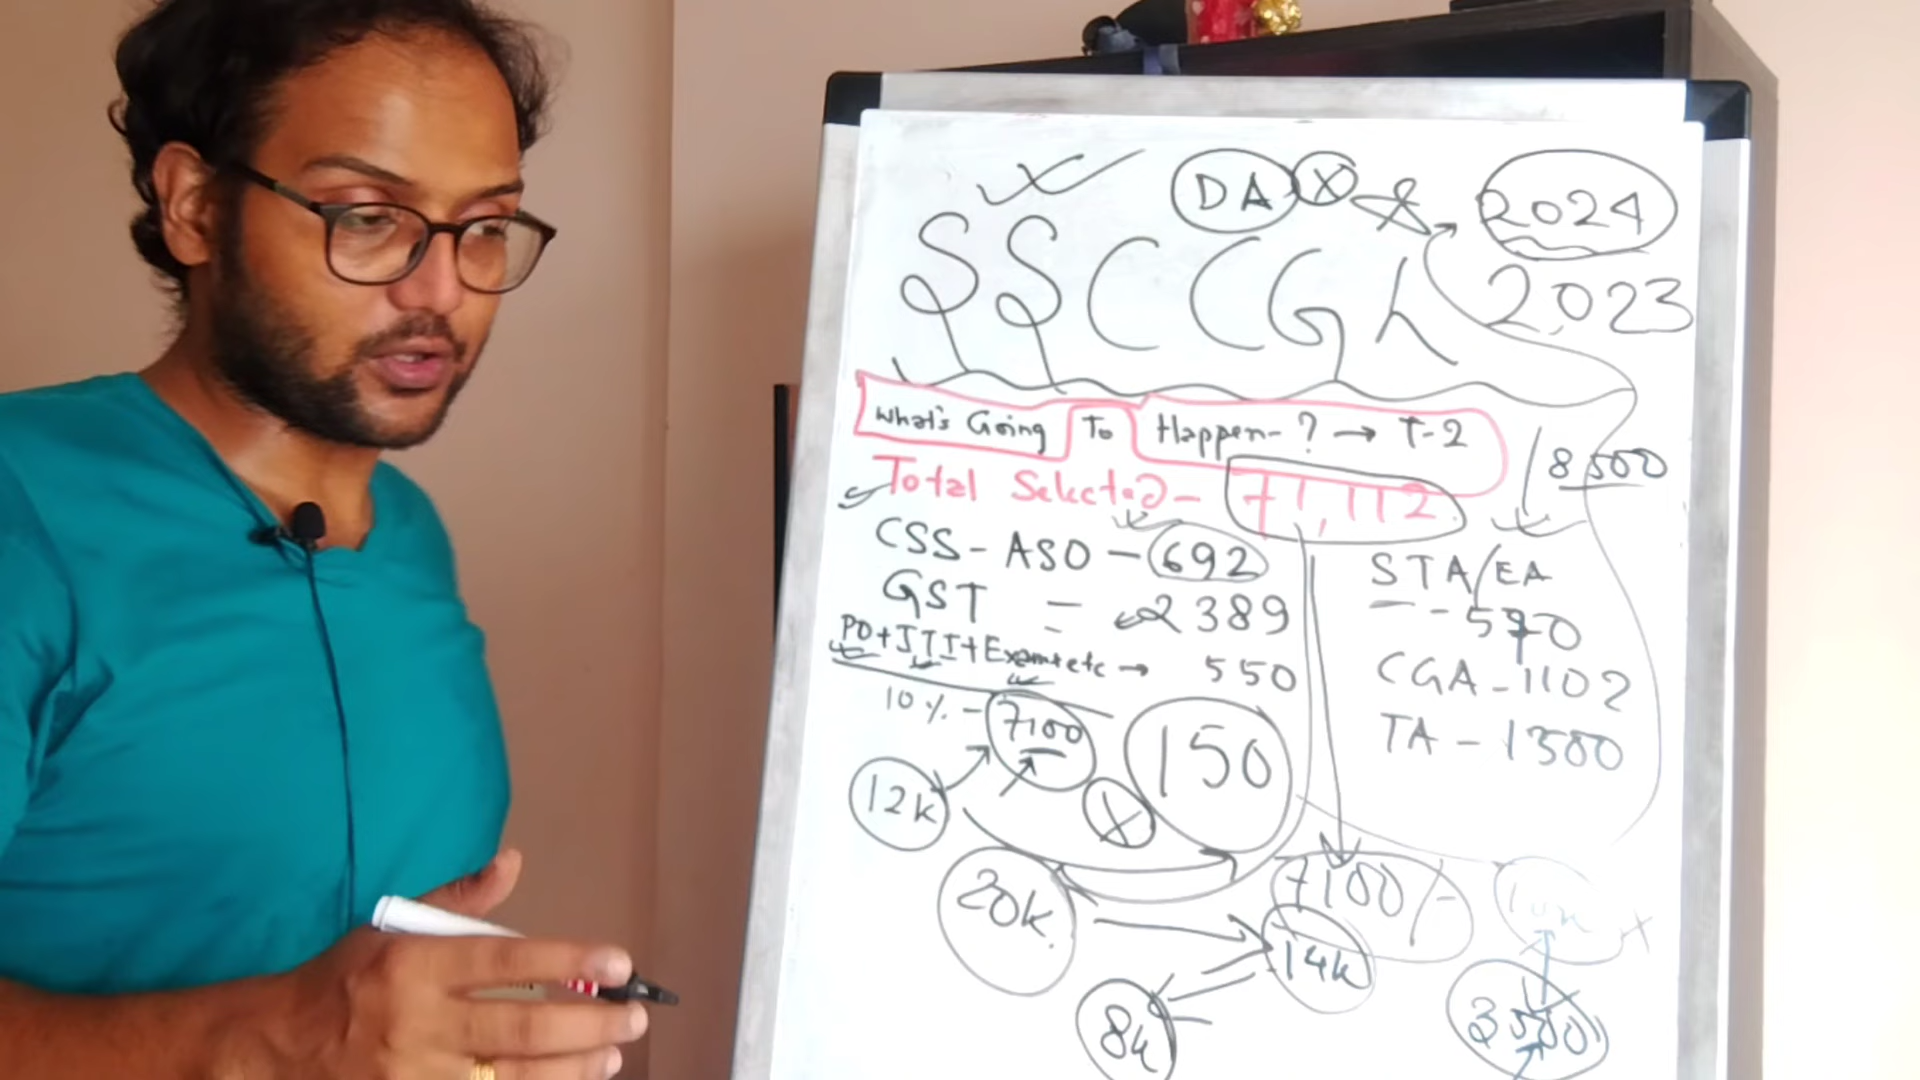 DA X 2024
SSC CGL 2023
What's Going To Happen-? → T-2
8500
Total Selected - 71,112
CSS-ASO - 692
GST = 2389
PO+JIJ+Exam+etc → 550
10% - 7100
150
12k
X
20k
14k
8k
STA/EA
- 570
CGA - 1102
TA - 1300
7100/-
3500